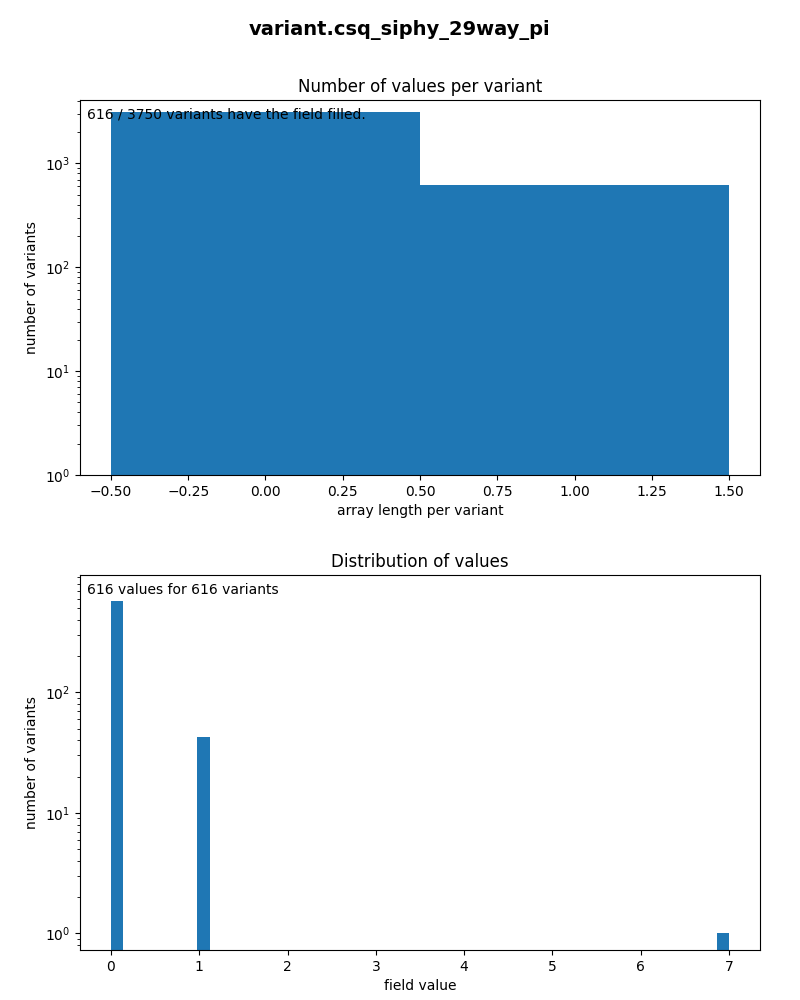 variant.csq_siphy_29way_pi
Number of values per variant
616 / 3750 variants have the field filled.
number of variants
10³
10²
10¹
10⁰
−0.50 −0.25 0.00 0.25 0.50 0.75 1.00 1.25 1.50
array length per variant
Distribution of values
616 values for 616 variants
number of variants
10²
10¹
10⁰
0 1 2 3 4 5 6 7
field value